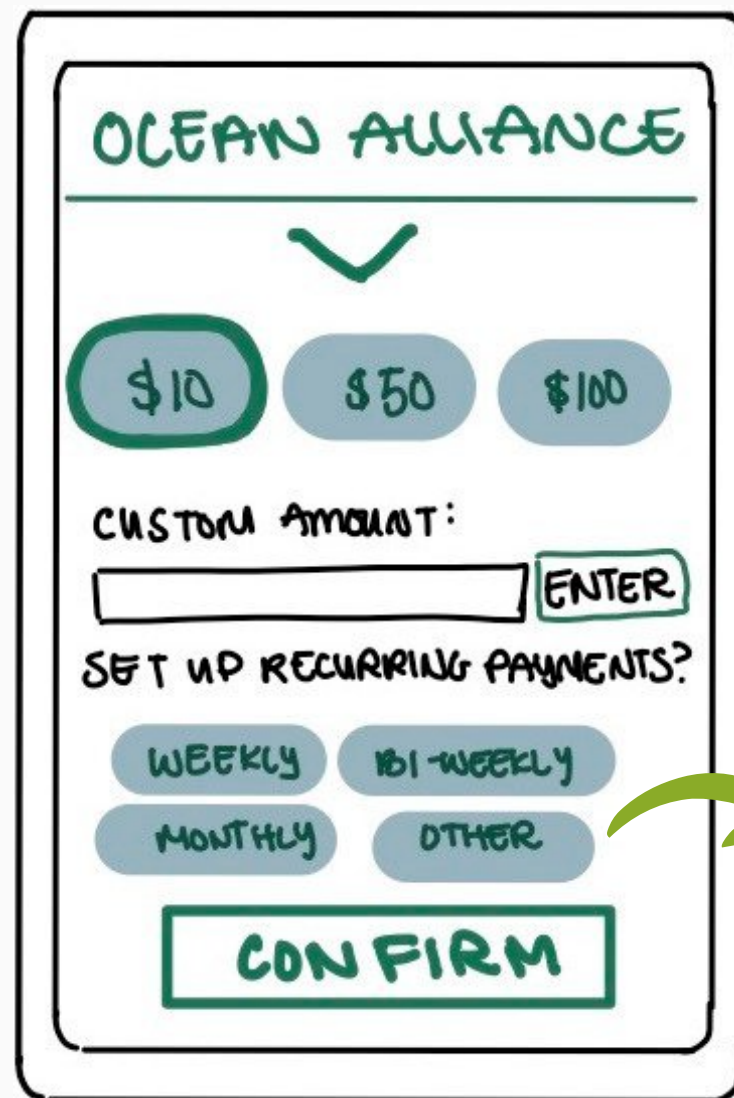 OCEAN ALLIANCE
$10 $50 $100
CUSTOM AMOUNT:
ENTER
SET UP RECURRING PAYMENTS?
WEEKLY BI-WEEKLY
MONTHLY OTHER
CONFIRM